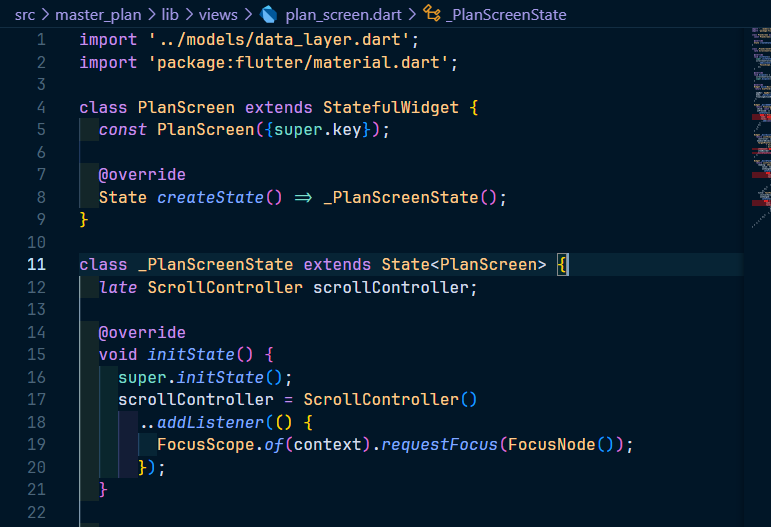 src > master_plan > lib > views > plan_screen.dart > _PlanScreenState
1 import '../models/data_layer.dart';
2 import 'package:flutter/material.dart';
3
4 class PlanScreen extends StatefulWidget {
5   const PlanScreen({super.key});
6
7   @override
8   State createState() => _PlanScreenState();
9 }
10
11 class _PlanScreenState extends State<PlanScreen> {
12   late ScrollController scrollController;
13
14   @override
15   void initState() {
16     super.initState();
17     scrollController = ScrollController()
18       ..addListener(() {
19         FocusScope.of(context).requestFocus(FocusNode());
20       });
21   }
22